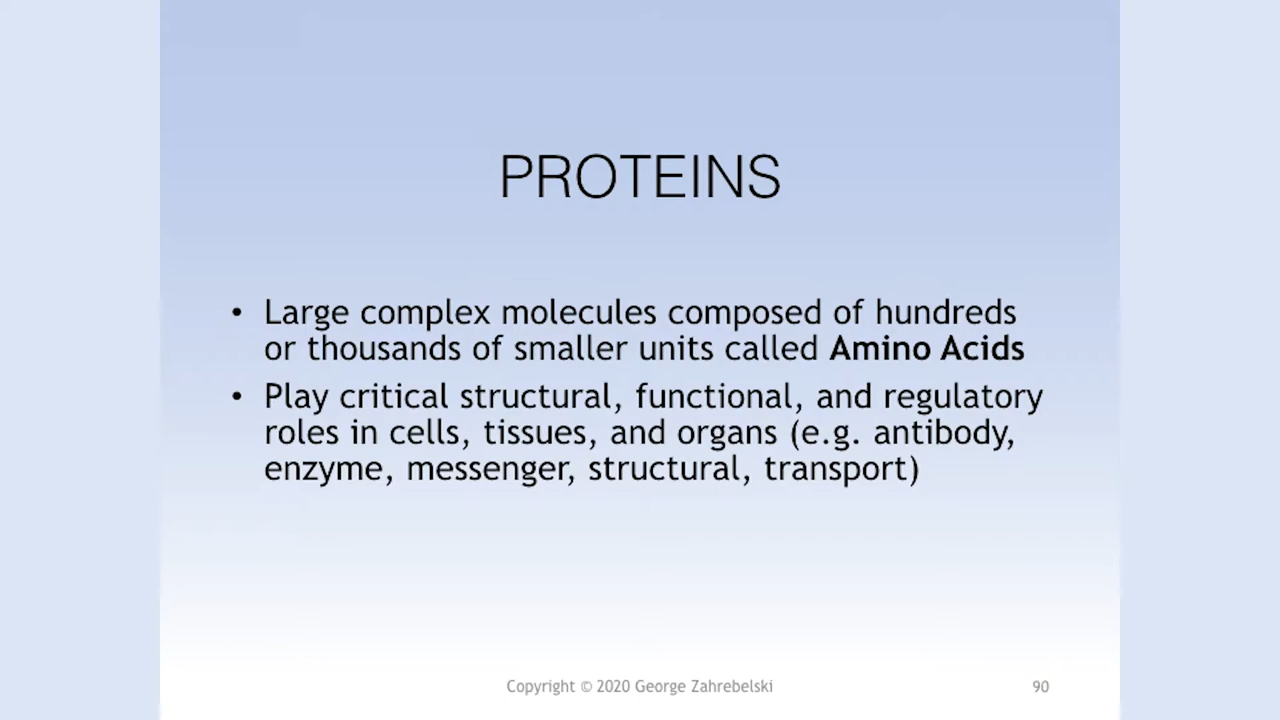 PROTEINS
• Large complex molecules composed of hundreds
or thousands of smaller units called Amino Acids
• Play critical structural, functional, and regulatory
roles in cells, tissues, and organs (e.g. antibody,
enzyme, messenger, structural, transport)
Copyright © 2020 George Zahrebelski
90